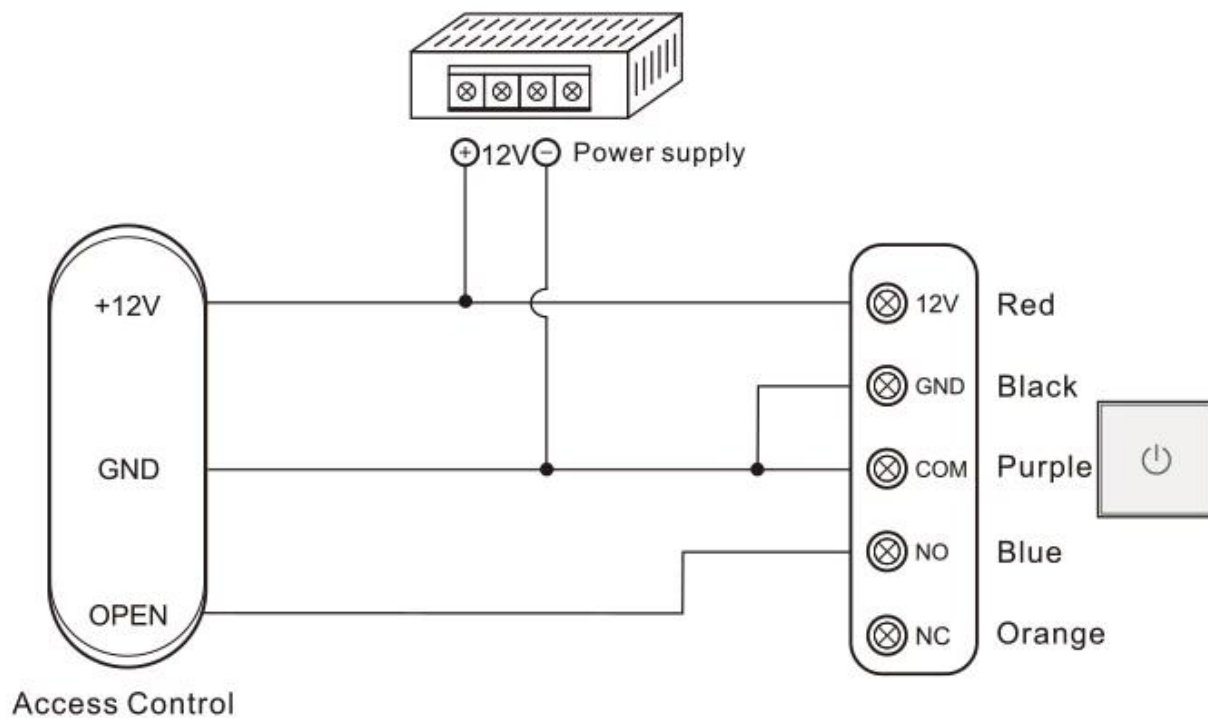 ⊕12V⊖ Power supply
+12V
GND
OPEN
Access Control
12V Red
GND Black
COM Purple
NO Blue
NC Orange